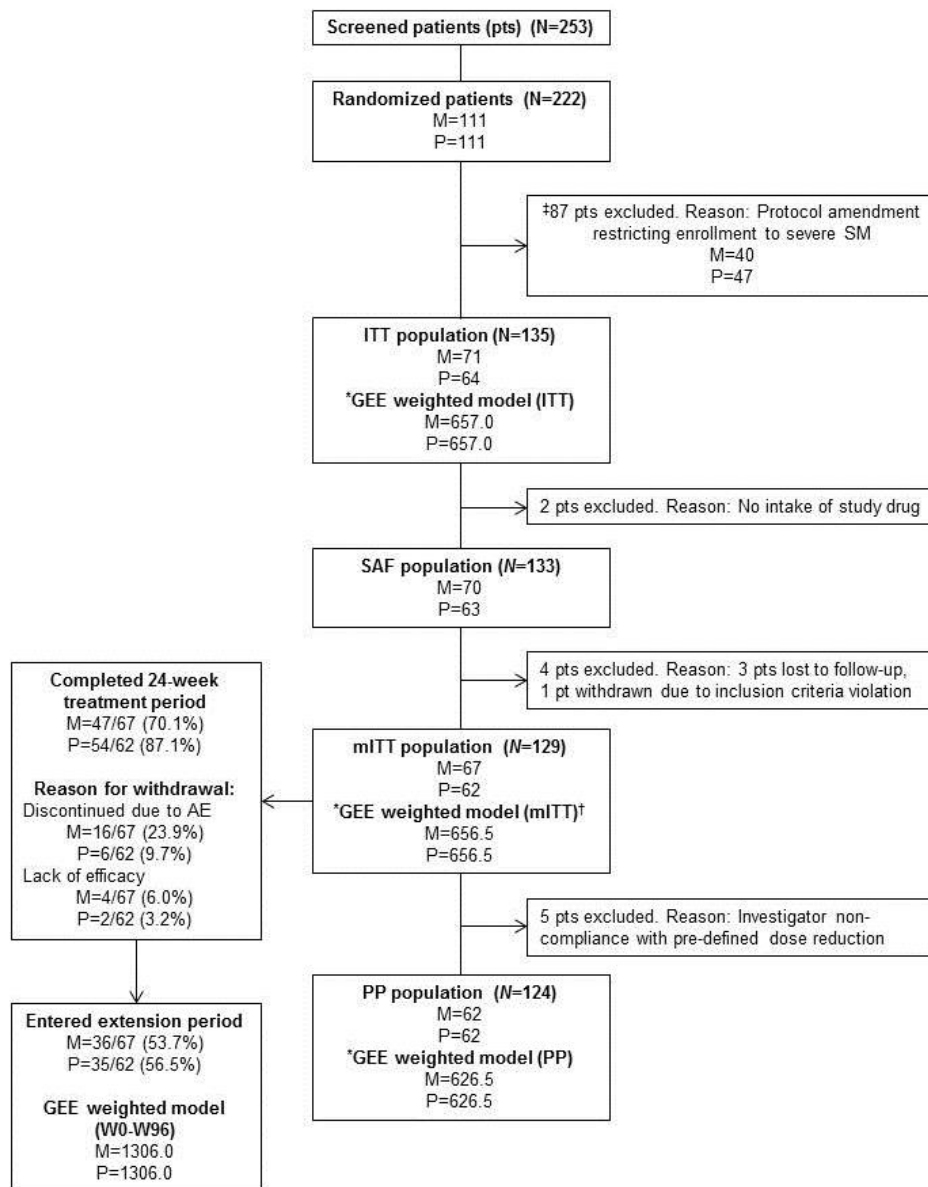 Screened patients (pts) (N=253)
Randomized patients (N=222)
M=111
P=111
‡87 pts excluded. Reason: Protocol amendment
restricting enrollment to severe SM
M=40
P=47
ITT population (N=135)
M=71
P=64
*GEE weighted model (ITT)
M=657.0
P=657.0
2 pts excluded. Reason: No intake of study drug
SAF population (N=133)
M=70
P=63
4 pts excluded. Reason: 3 pts lost to follow-up,
1 pt withdrawn due to inclusion criteria violation
mITT population (N=129)
M=67
P=62
*GEE weighted model (mITT)†
M=656.5
P=656.5
Completed 24-week
treatment period
M=47/67 (70.1%)
P=54/62 (87.1%)
Reason for withdrawal:
Discontinued due to AE
M=16/67 (23.9%)
P=6/62 (9.7%)
Lack of efficacy
M=4/67 (6.0%)
P=2/62 (3.2%)
5 pts excluded. Reason: Investigator non-
compliance with pre-defined dose reduction
PP population (N=124)
M=62
P=62
*GEE weighted model (PP)
M=626.5
P=626.5
Entered extension period
M=36/67 (53.7%)
P=35/62 (56.5%)
GEE weighted model
(W0-W96)
M=1306.0
P=1306.0